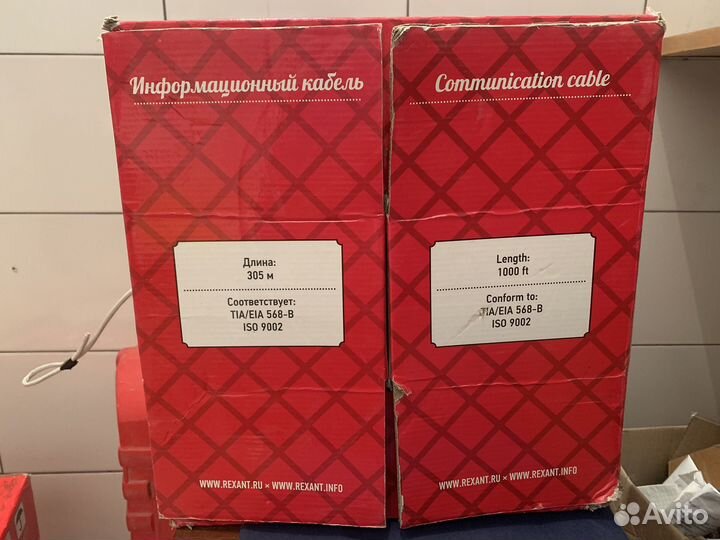 Информационный кабель
Длина:
305 м
Соответствует:
TIA/EIA 568-B
ISO 9002
WWW.REXANT.RU × WWW.REXANT.INFO
Communication cable
Length:
1000 ft
Conform to:
TIA/EIA 568-B
ISO 9002
WWW.REXANT.RU × WWW.REXANT.INFO
Avito